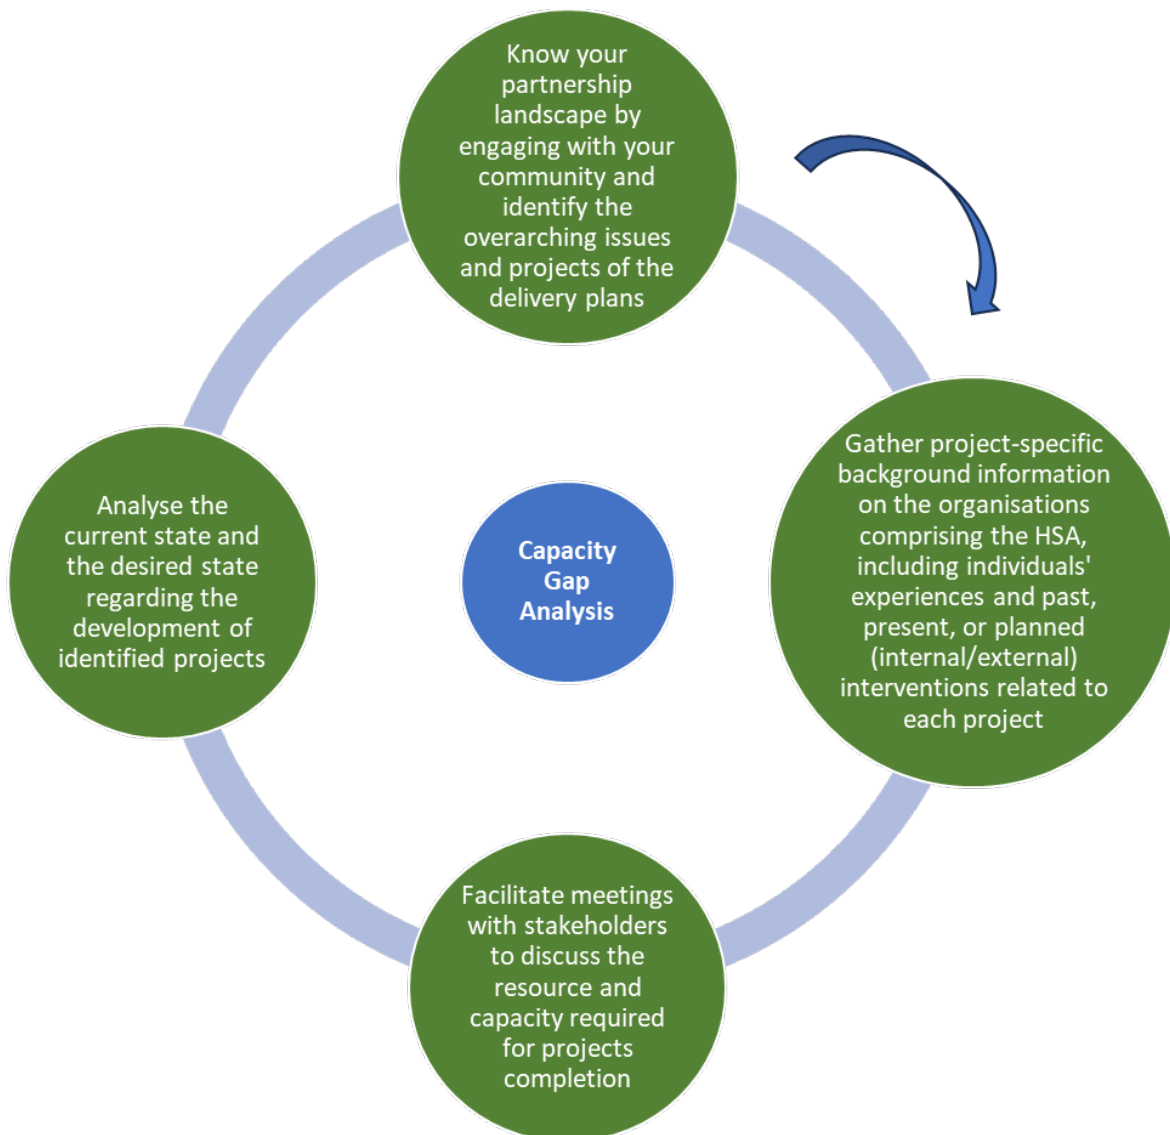 Know your
partnership
landscape by
engaging with your
community and
identify the
overarching issues
and projects of the
delivery plans
Gather project-specific
background information
on the organisations
comprising the HSA,
including individuals'
experiences and past,
present, or planned
(internal/external)
interventions related to
each project
Facilitate meetings
with stakeholders
to discuss the
resource and
capacity required
for projects
completion
Analyse the
current state and
the desired state
regarding the
development of
identified projects
Capacity
Gap
Analysis